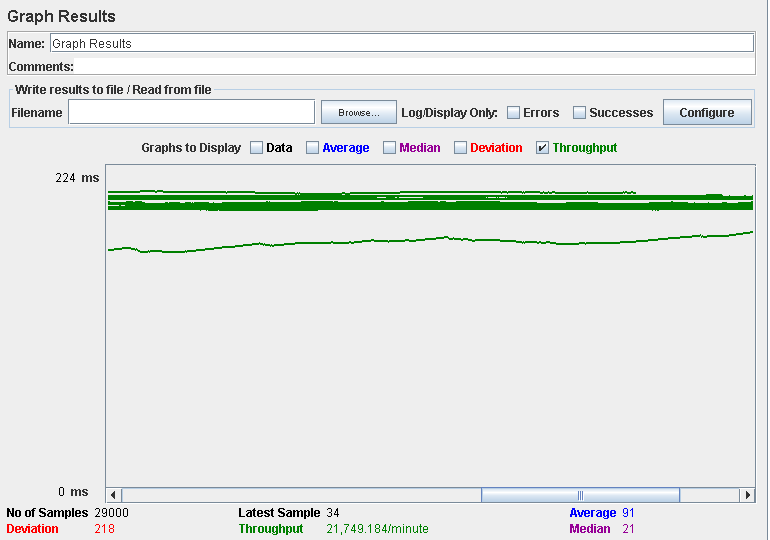 Graph Results
Name: Graph Results
Comments:
Write results to file / Read from file
Filename Browse... Log/Display Only: Errors Successes Configure
Graphs to Display Data Average Median Deviation Throughput
224 ms
0 ms
No of Samples 29000 Latest Sample 34 Average 91
Deviation 218 Throughput 21,749.184/minute Median 21